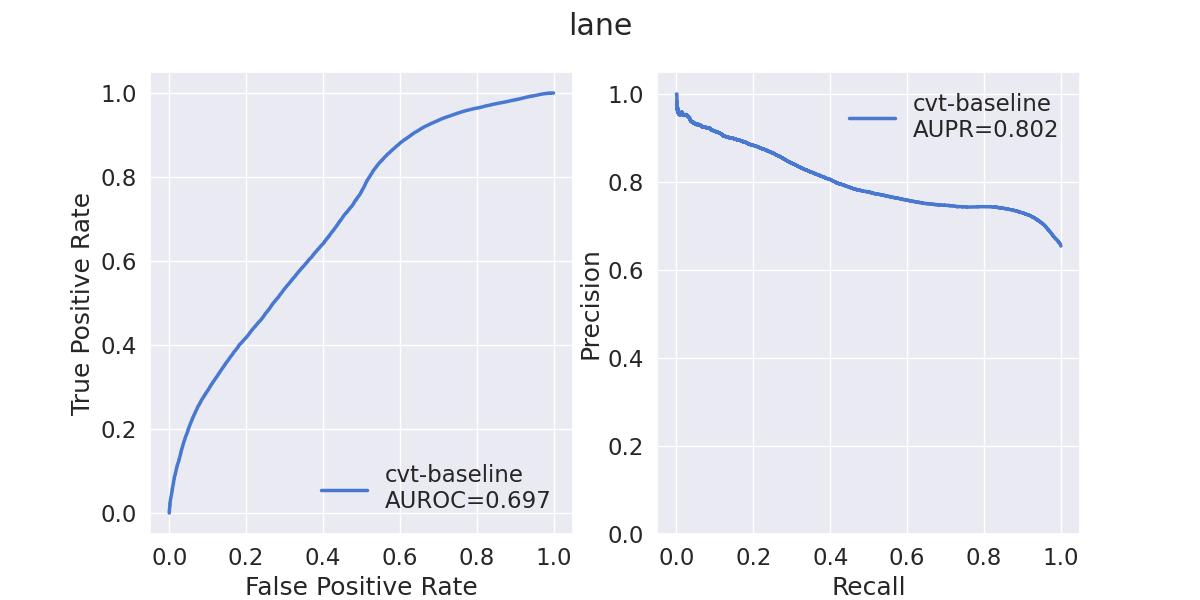 lane
True Positive Rate
1.0
0.8
0.6
0.4
0.2
0.0
cvt-baseline
AUROC=0.697
0.0 0.2 0.4 0.6 0.8 1.0
False Positive Rate
Precision
1.0
0.8
0.6
0.4
0.2
0.0
cvt-baseline
AUPR=0.802
0.0 0.2 0.4 0.6 0.8 1.0
Recall